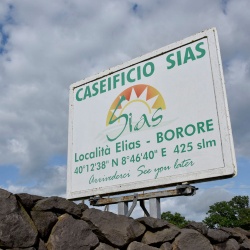 CASEIFICIO SIAS
Sias
Località Elias - BORORE
40°12'38" N 8°46'40" E 425 slm
Arrivederci See you later